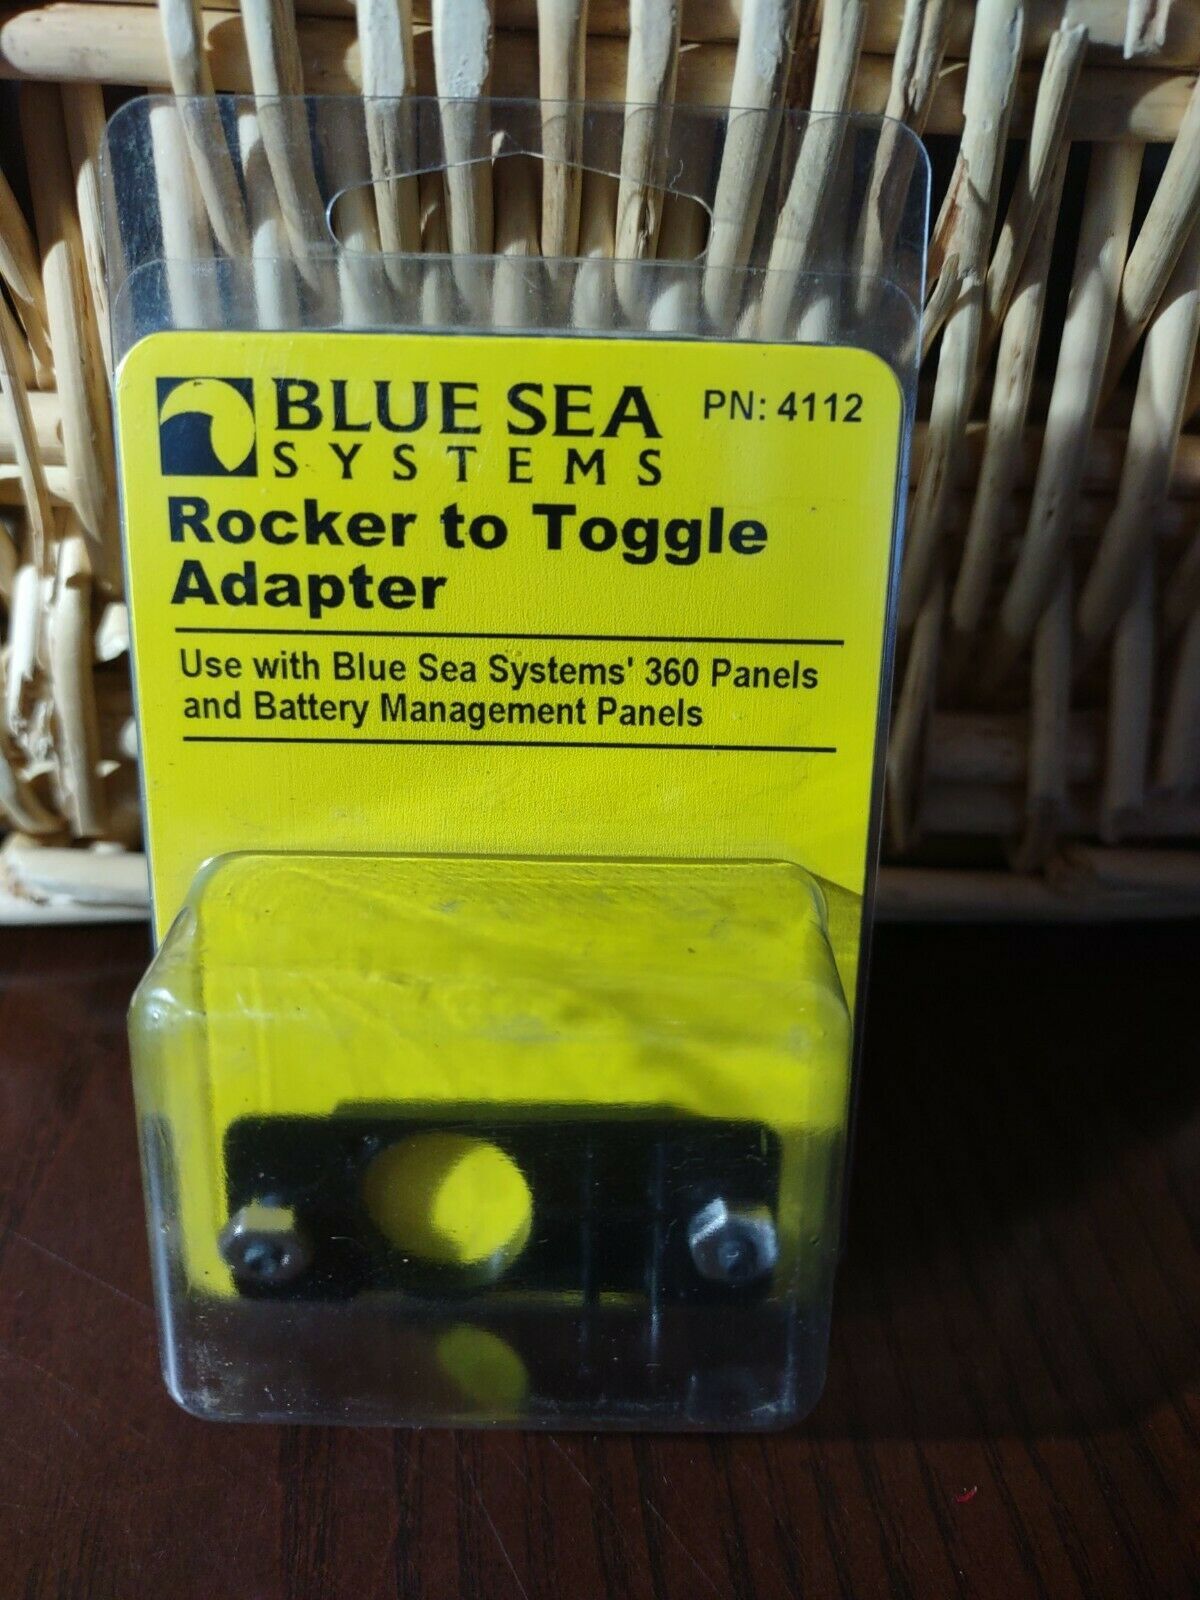 BLUE SEA
SYSTEMS
PN: 4112
Rocker to Toggle
Adapter
Use with Blue Sea Systems' 360 Panels
and Battery Management Panels